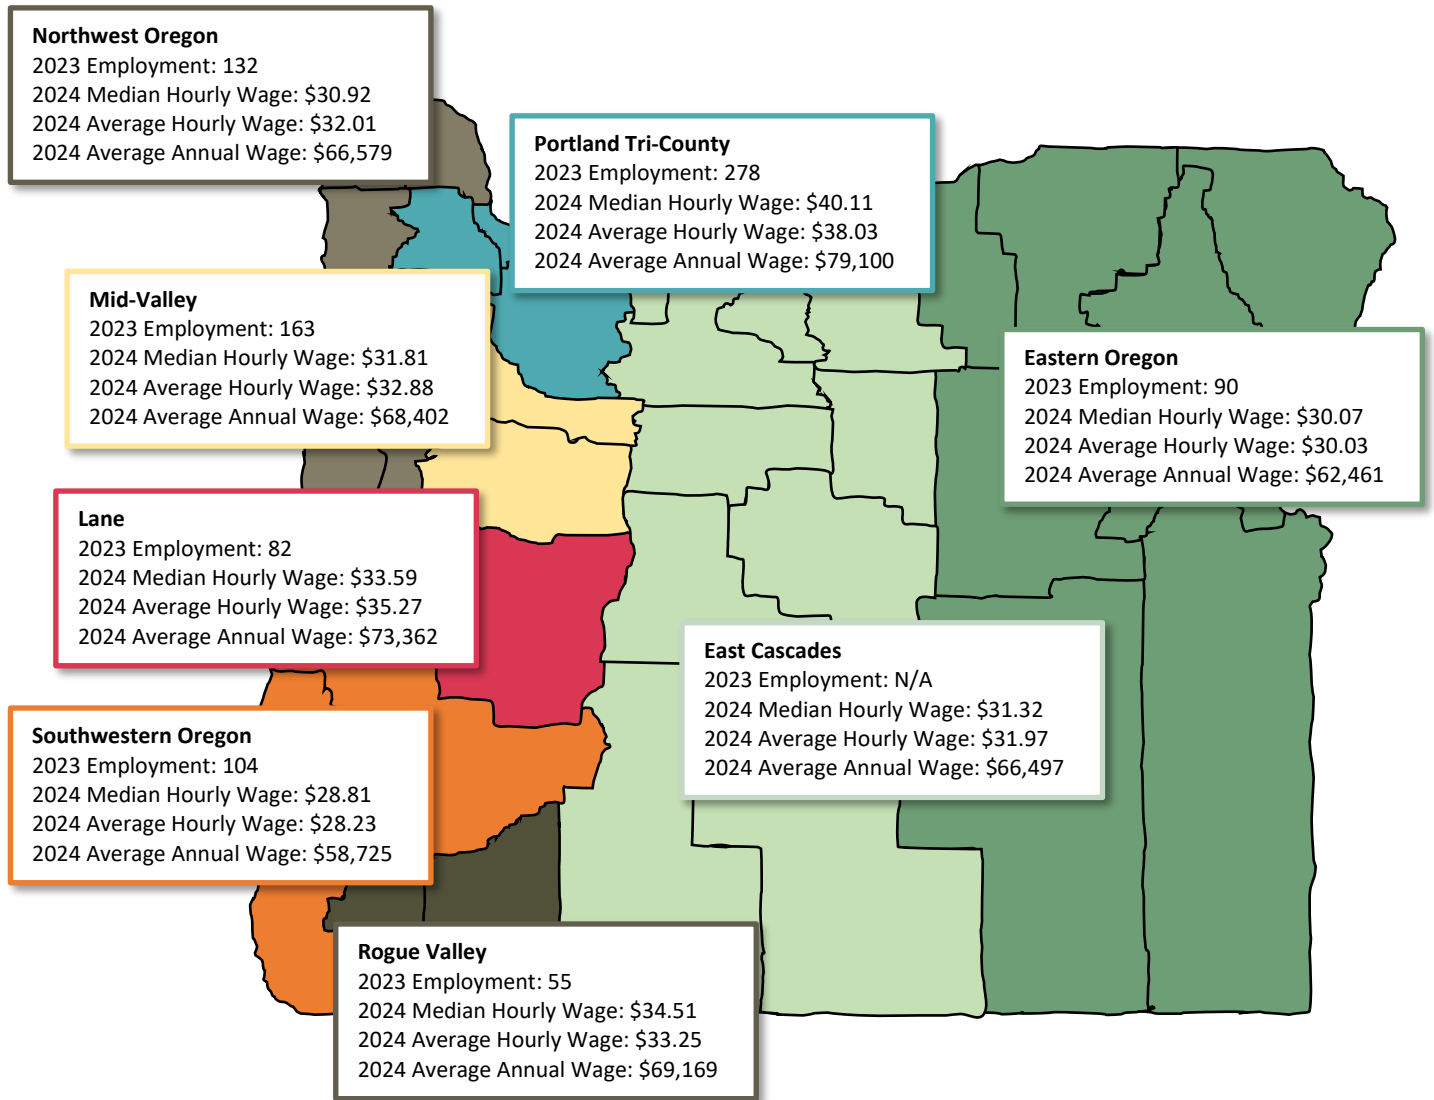 Northwest Oregon
2023 Employment: 132
2024 Median Hourly Wage: $30.92
2024 Average Hourly Wage: $32.01
2024 Average Annual Wage: $66,579
Portland Tri-County
2023 Employment: 278
2024 Median Hourly Wage: $40.11
2024 Average Hourly Wage: $38.03
2024 Average Annual Wage: $79,100
Mid-Valley
2023 Employment: 163
2024 Median Hourly Wage: $31.81
2024 Average Hourly Wage: $32.88
2024 Average Annual Wage: $68,402
Eastern Oregon
2023 Employment: 90
2024 Median Hourly Wage: $30.07
2024 Average Hourly Wage: $30.03
2024 Average Annual Wage: $62,461
Lane
2023 Employment: 82
2024 Median Hourly Wage: $33.59
2024 Average Hourly Wage: $35.27
2024 Average Annual Wage: $73,362
East Cascades
2023 Employment: N/A
2024 Median Hourly Wage: $31.32
2024 Average Hourly Wage: $31.97
2024 Average Annual Wage: $66,497
Southwestern Oregon
2023 Employment: 104
2024 Median Hourly Wage: $28.81
2024 Average Hourly Wage: $28.23
2024 Average Annual Wage: $58,725
Rogue Valley
2023 Employment: 55
2024 Median Hourly Wage: $34.51
2024 Average Hourly Wage: $33.25
2024 Average Annual Wage: $69,169